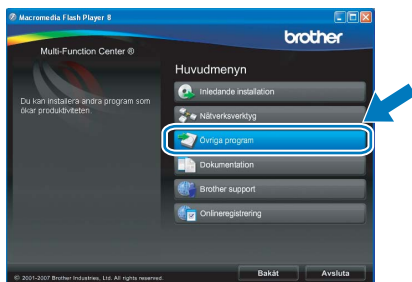 Macromedia Flash Player 8
brother
Multi-Function Center ®
Huvudmenyn
Du kan installera andra program som
ökar produktiviteten.
Inledande installation
Nätverksverktyg
Övriga program
Dokumentation
Brother support
Onlineregistrering
© 2001-2007 Brother Industries, Ltd. All rights reserved.
Bakåt
Avsluta